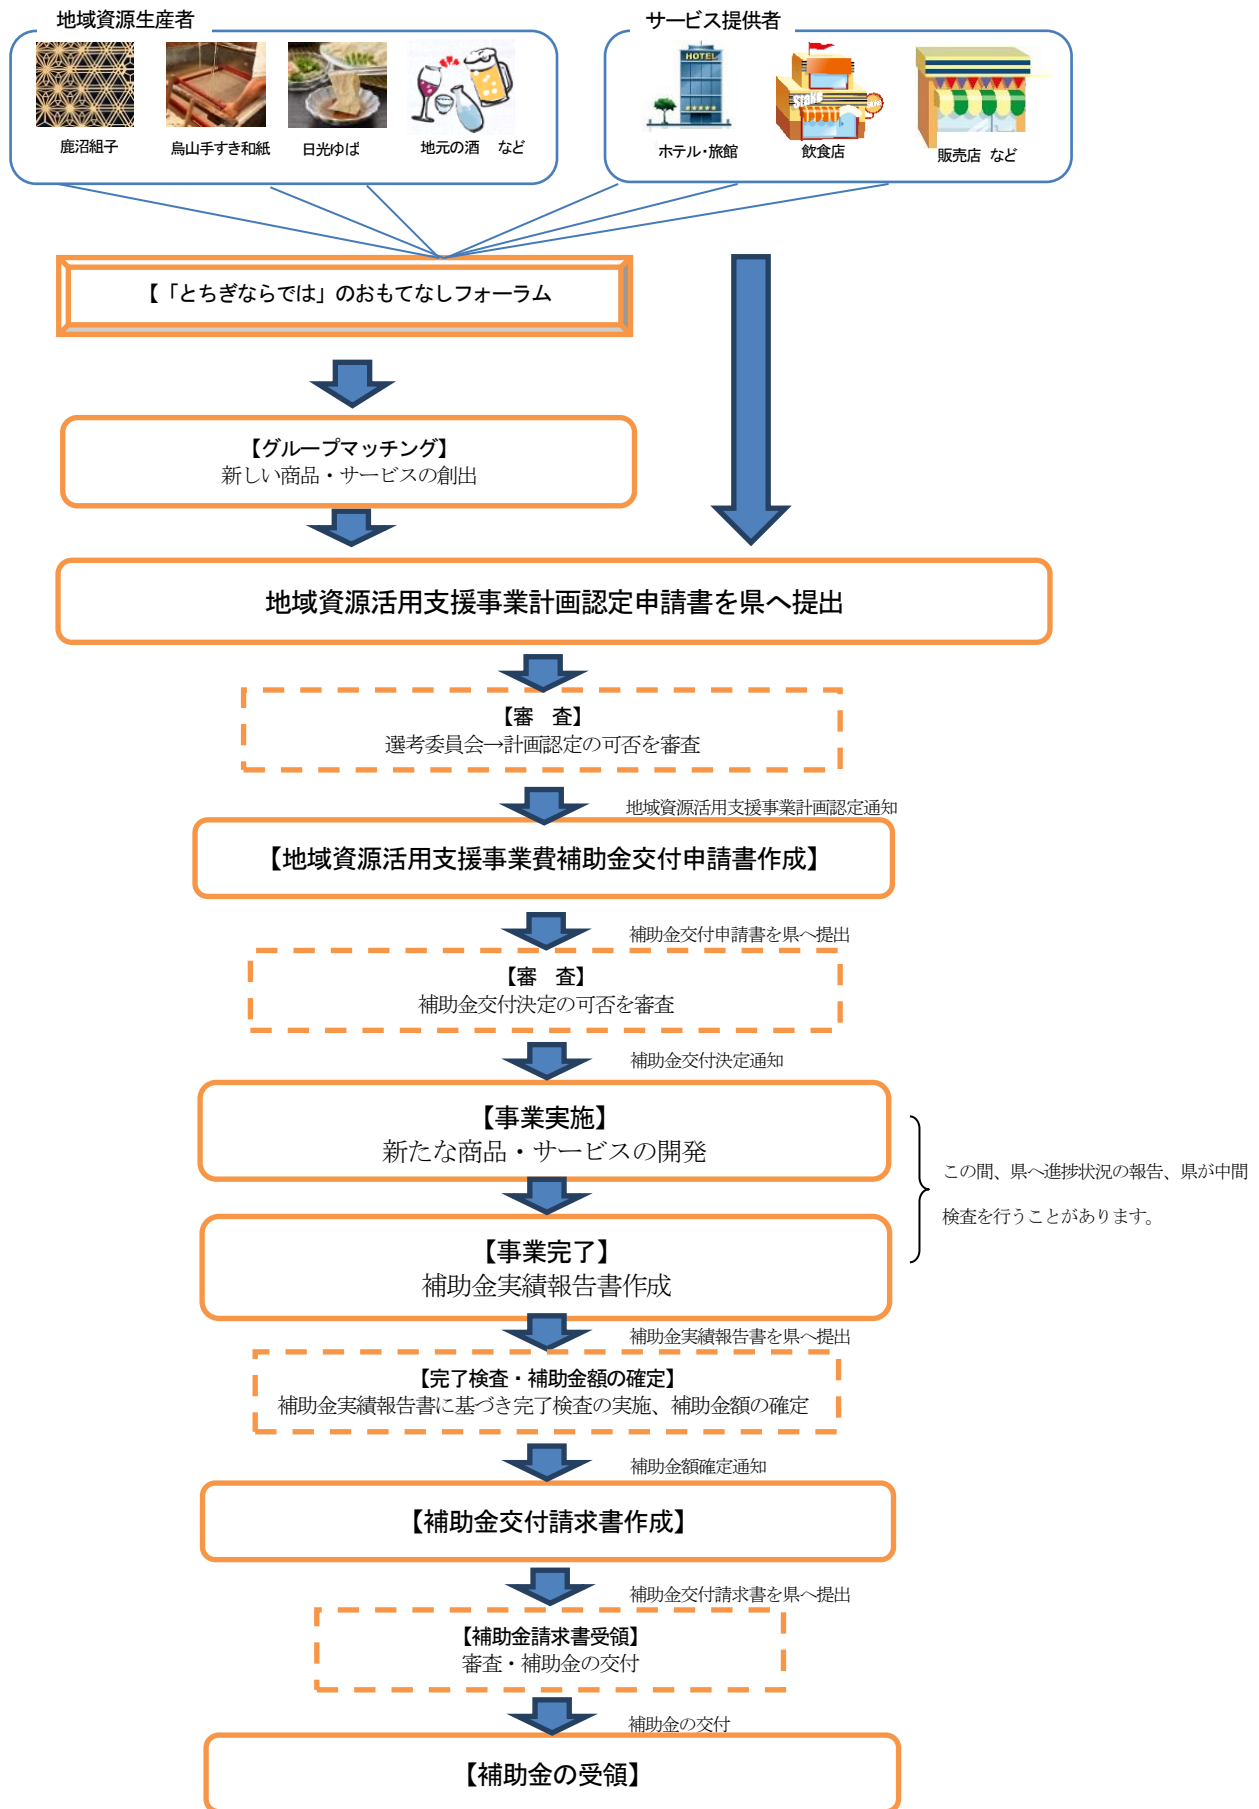 地域資源生産者
サービス提供者
HOTEL
鹿沼組子
烏山手すき和紙
日光ゆば
地元の酒　など
ホテル・旅館
飲食店
販売店　など
【「とちぎならでは」のおもてなしフォーラム
【グループマッチング】
新しい商品・サービスの創出
地域資源活用支援事業計画認定申請書を県へ提出
【審　査】
選考委員会→計画認定の可否を審査
地域資源活用支援事業計画認定通知
【地域資源活用支援事業費補助金交付申請書作成】
補助金交付申請書を県へ提出
【審　査】
補助金交付決定の可否を審査
補助金交付決定通知
【事業実施】
新たな商品・サービスの開発
この間、県へ進捗状況の報告、県が中間
検査を行うことがあります。
【事業完了】
補助金実績報告書作成
補助金実績報告書を県へ提出
【完了検査・補助金額の確定】
補助金実績報告書に基づき完了検査の実施、補助金額の確定
補助金額確定通知
【補助金交付請求書作成】
補助金交付請求書を県へ提出
【補助金請求書受領】
審査・補助金の交付
補助金の交付
【補助金の受領】